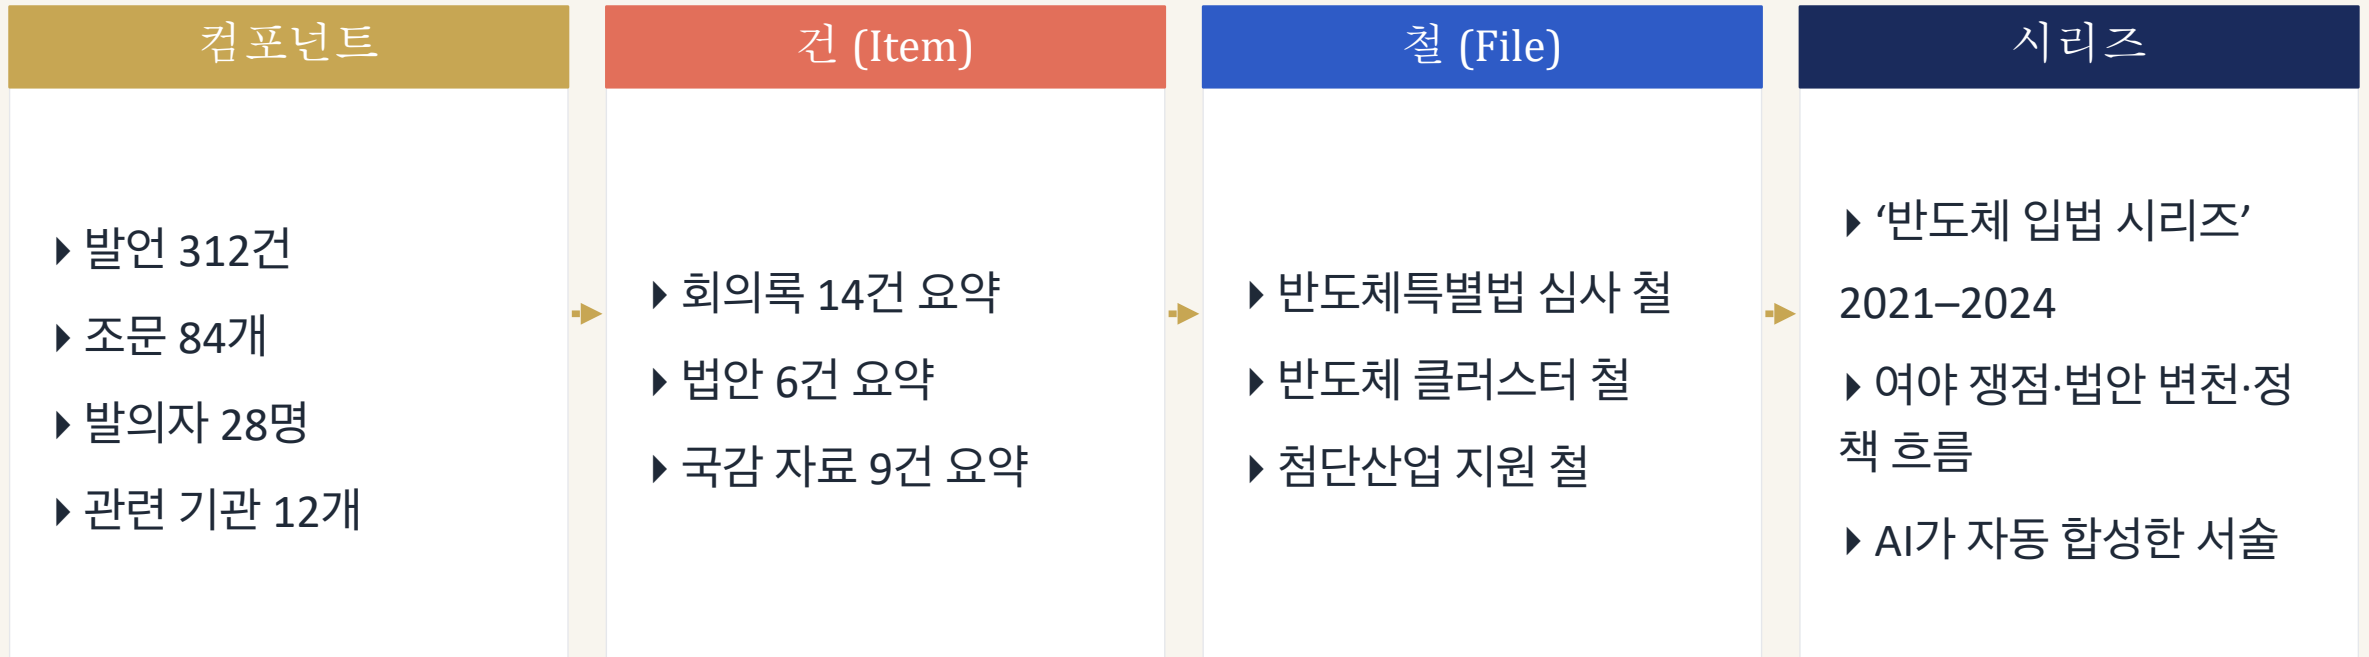 컴포넌트
▶ 발언 312건
▶ 조문 84개
▶ 발의자 28명
▶ 관련 기관 12개
건 (Item)
▶ 회의록 14건 요약
▶ 법안 6건 요약
▶ 국감 자료 9건 요약
철 (File)
▶ 반도체특별법 심사 철
▶ 반도체 클러스터 철
▶ 첨단산업 지원 철
시리즈
▶ ‘반도체 입법 시리즈’
2021–2024
▶ 여야 쟁점·법안 변천·정
책 흐름
▶ AI가 자동 합성한 서술